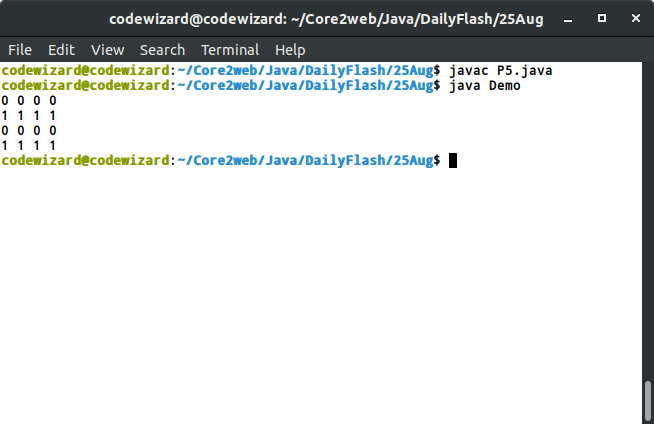 codewizard@codewizard: ~/Core2web/Java/DailyFlash/25Aug
File Edit View Search Terminal Help
codewizard@codewizard:~/Core2web/Java/DailyFlash/25Aug$ javac P5.java
codewizard@codewizard:~/Core2web/Java/DailyFlash/25Aug$ java Demo
0 0 0 0
1 1 1 1
0 0 0 0
1 1 1 1
codewizard@codewizard:~/Core2web/Java/DailyFlash/25Aug$